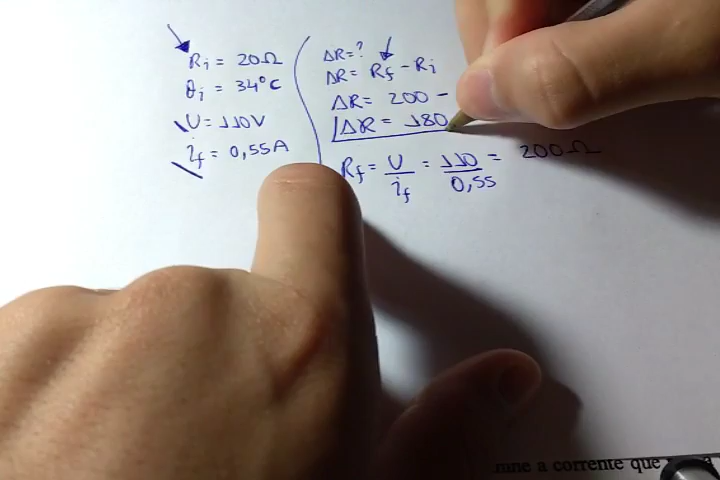 Ri = 20Ω
θi = 34°C
U = 110V
if = 0,55A
ΔR = ?
ΔR = Rf - Ri
ΔR = 200 -
ΔR = 180
Rf = U/if = 110/0,55 = 200Ω
a corrente que